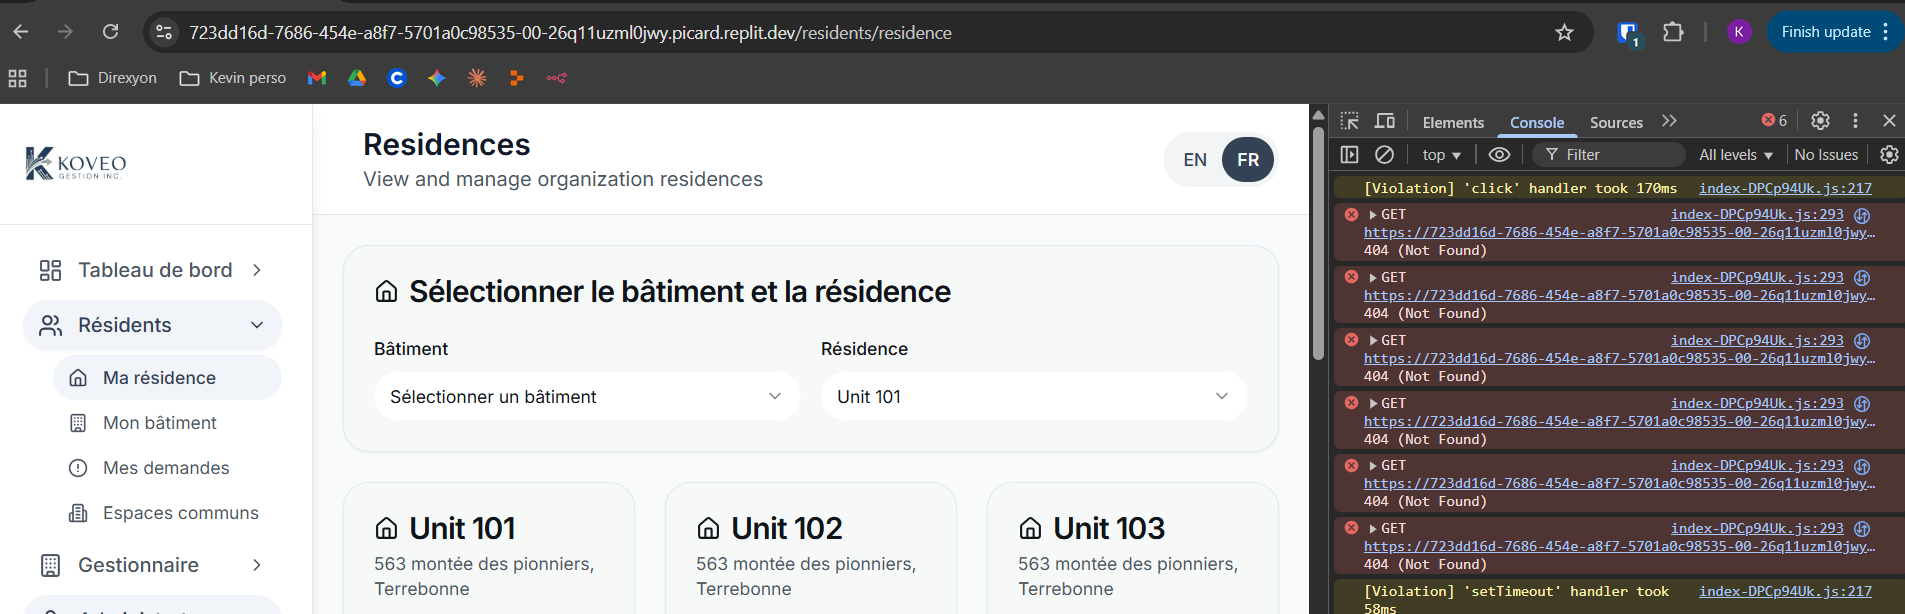 723dd16d-7686-454e-a8f7-5701a0c98535-00-26q11uzml0jwy.picard.replit.dev/residents/residence
1
K
Finish update
Direxyon
Kevin perso
KOVEO
GESTION INC.
Tableau de bord
Résidents
Ma résidence
Mon bâtiment
Mes demandes
Espaces communs
Gestionnaire
Residences
View and manage organization residences
EN
FR
Sélectionner le bâtiment et la résidence
Bâtiment
Résidence
Sélectionner un bâtiment
Unit 101
Unit 101
563 montée des pionniers,
Terrebonne
Unit 102
563 montée des pionniers,
Terrebonne
Unit 103
563 montée des pionniers,
Terrebonne
Elements
Console
Sources
6
top
Filter
All levels
No Issues
[Violation] 'click' handler took 170ms index-DPCp94Uk.js:217
GET index-DPCp94Uk.js:293
https://723dd16d-7686-454e-a8f7-5701a0c98535-00-26q11uzml0jwy…
404 (Not Found)
GET index-DPCp94Uk.js:293
https://723dd16d-7686-454e-a8f7-5701a0c98535-00-26q11uzml0jwy…
404 (Not Found)
GET index-DPCp94Uk.js:293
https://723dd16d-7686-454e-a8f7-5701a0c98535-00-26q11uzml0jwy…
404 (Not Found)
GET index-DPCp94Uk.js:293
https://723dd16d-7686-454e-a8f7-5701a0c98535-00-26q11uzml0jwy…
404 (Not Found)
GET index-DPCp94Uk.js:293
https://723dd16d-7686-454e-a8f7-5701a0c98535-00-26q11uzml0jwy…
404 (Not Found)
GET index-DPCp94Uk.js:293
https://723dd16d-7686-454e-a8f7-5701a0c98535-00-26q11uzml0jwy…
404 (Not Found)
[Violation] 'setTimeout' handler took index-DPCp94Uk.js:217
58ms